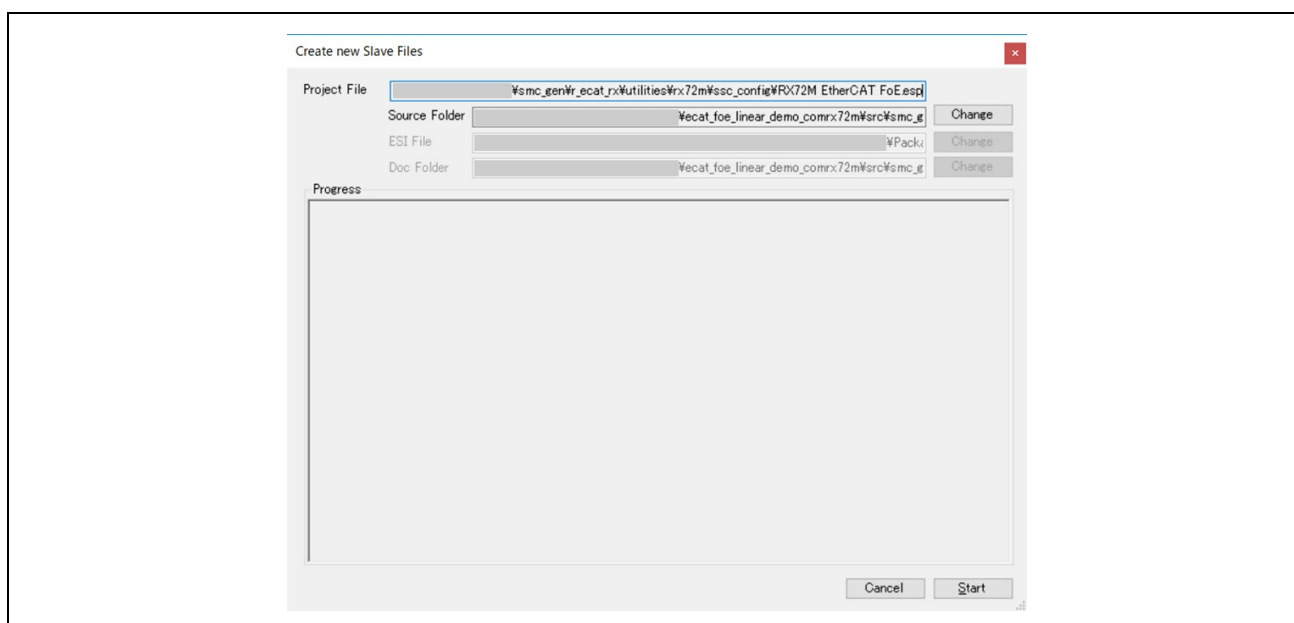 Create new Slave Files
Project File ¥smc_gen¥r_ecat_rx¥utilities¥rx72m¥ssc_config¥RX72M EtherCAT FoE.esp
Source Folder ¥ecat_foe_linear_demo_comrx72m¥src¥smc_g Change
ESI File ¥Packa Change
Doc Folder ¥ecat_foe_linear_demo_comrx72m¥src¥smc_g Change
Progress
Cancel Start